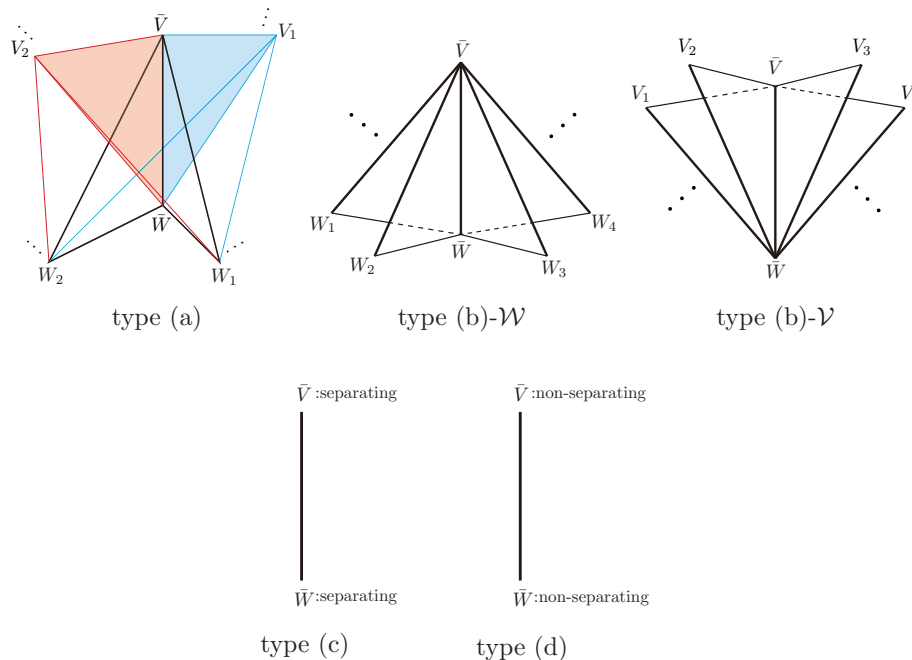 V̄ V₁
V₂
W̄
W₂ W₁
type (a)
V̄
W₁ W₄
W₂ W̄ W₃
type (b)-𝒲
V₂ V̄ V₃
V₁ V
W̄
type (b)-𝒱
V̄:separating
W̄:separating
type (c)
V̄:non-separating
W̄:non-separating
type (d)